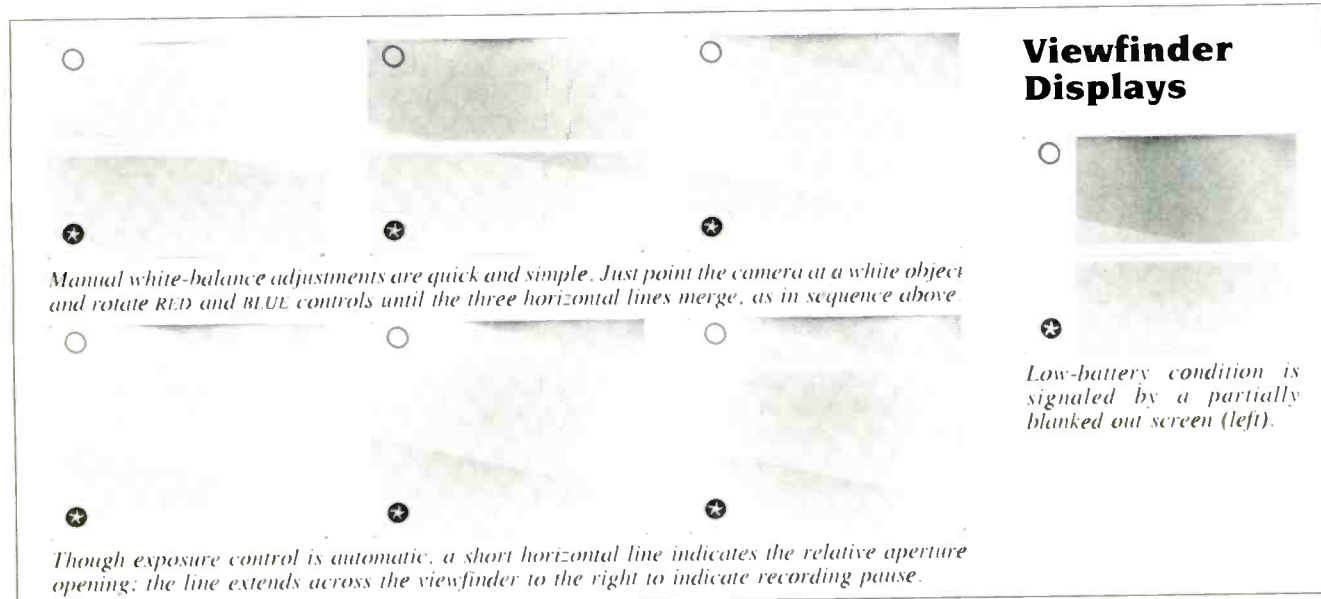 Viewfinder
Displays
Manual white-balance adjustments are quick and simple. Just point the camera at a white object
and rotate RED and BLUE controls until the three horizontal lines merge, as in sequence above.
Low-battery condition is
signaled by a partially
blanked out screen (left).
Though exposure control is automatic, a short horizontal line indicates the relative aperture
opening; the line extends across the viewfinder to the right to indicate recording pause.